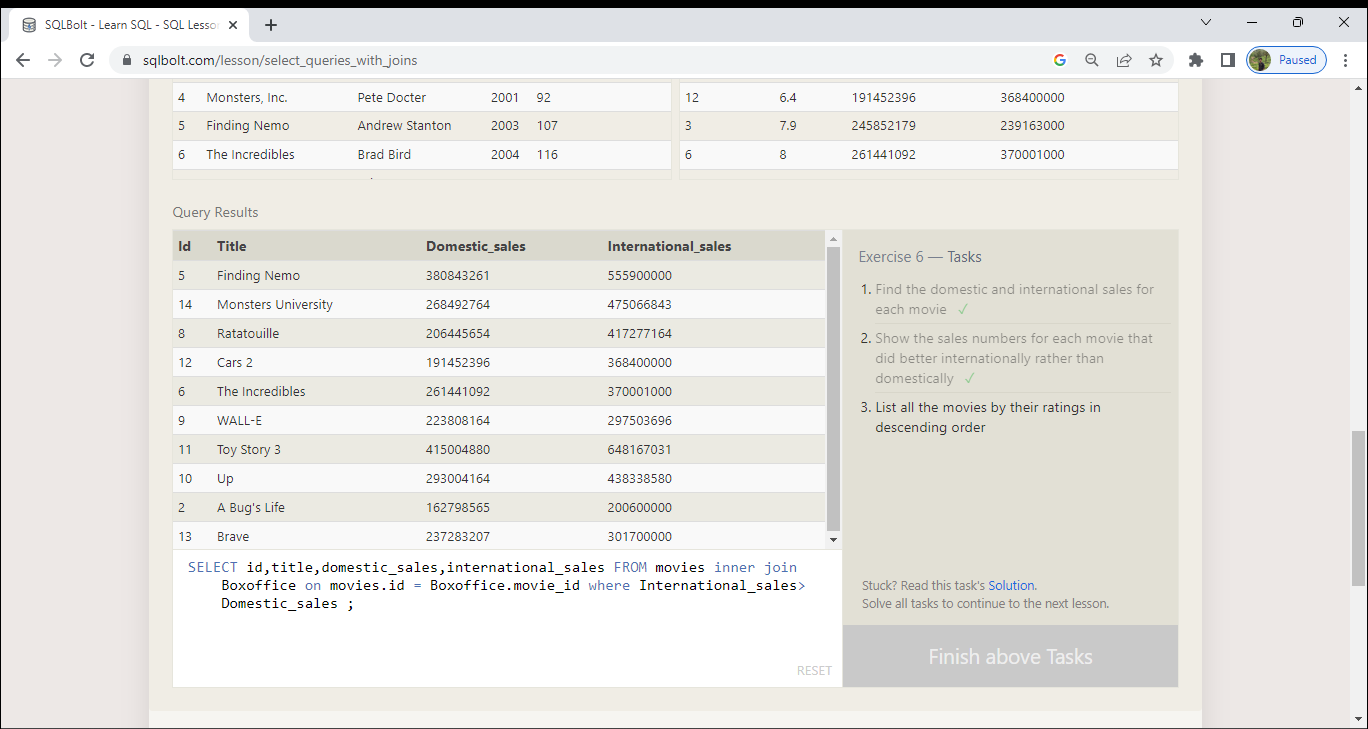 SQLBolt - Learn SQL - SQL Lesso
sqlbolt.com/lesson/select_queries_with_joins
Paused
4 Monsters, Inc. Pete Docter 2001 92 12 6.4 191452396 368400000
5 Finding Nemo Andrew Stanton 2003 107 3 7.9 245852179 239163000
6 The Incredibles Brad Bird 2004 116 6 8 261441092 370001000
Query Results
Id Title Domestic_sales International_sales
5 Finding Nemo 380843261 555900000
14 Monsters University 268492764 475066843
8 Ratatouille 206445654 417277164
12 Cars 2 191452396 368400000
6 The Incredibles 261441092 370001000
9 WALL-E 223808164 297503696
11 Toy Story 3 415004880 648167031
10 Up 293004164 438338580
2 A Bug's Life 162798565 200600000
13 Brave 237283207 301700000
SELECT id,title,domestic_sales,international_sales FROM movies inner join
Boxoffice on movies.id = Boxoffice.movie_id where International_sales>
Domestic_sales ;
RESET
Exercise 6 — Tasks
1. Find the domestic and international sales for
each movie ✓
2. Show the sales numbers for each movie that
did better internationally rather than
domestically ✓
3. List all the movies by their ratings in
descending order
Stuck? Read this task's Solution.
Solve all tasks to continue to the next lesson.
Finish above Tasks